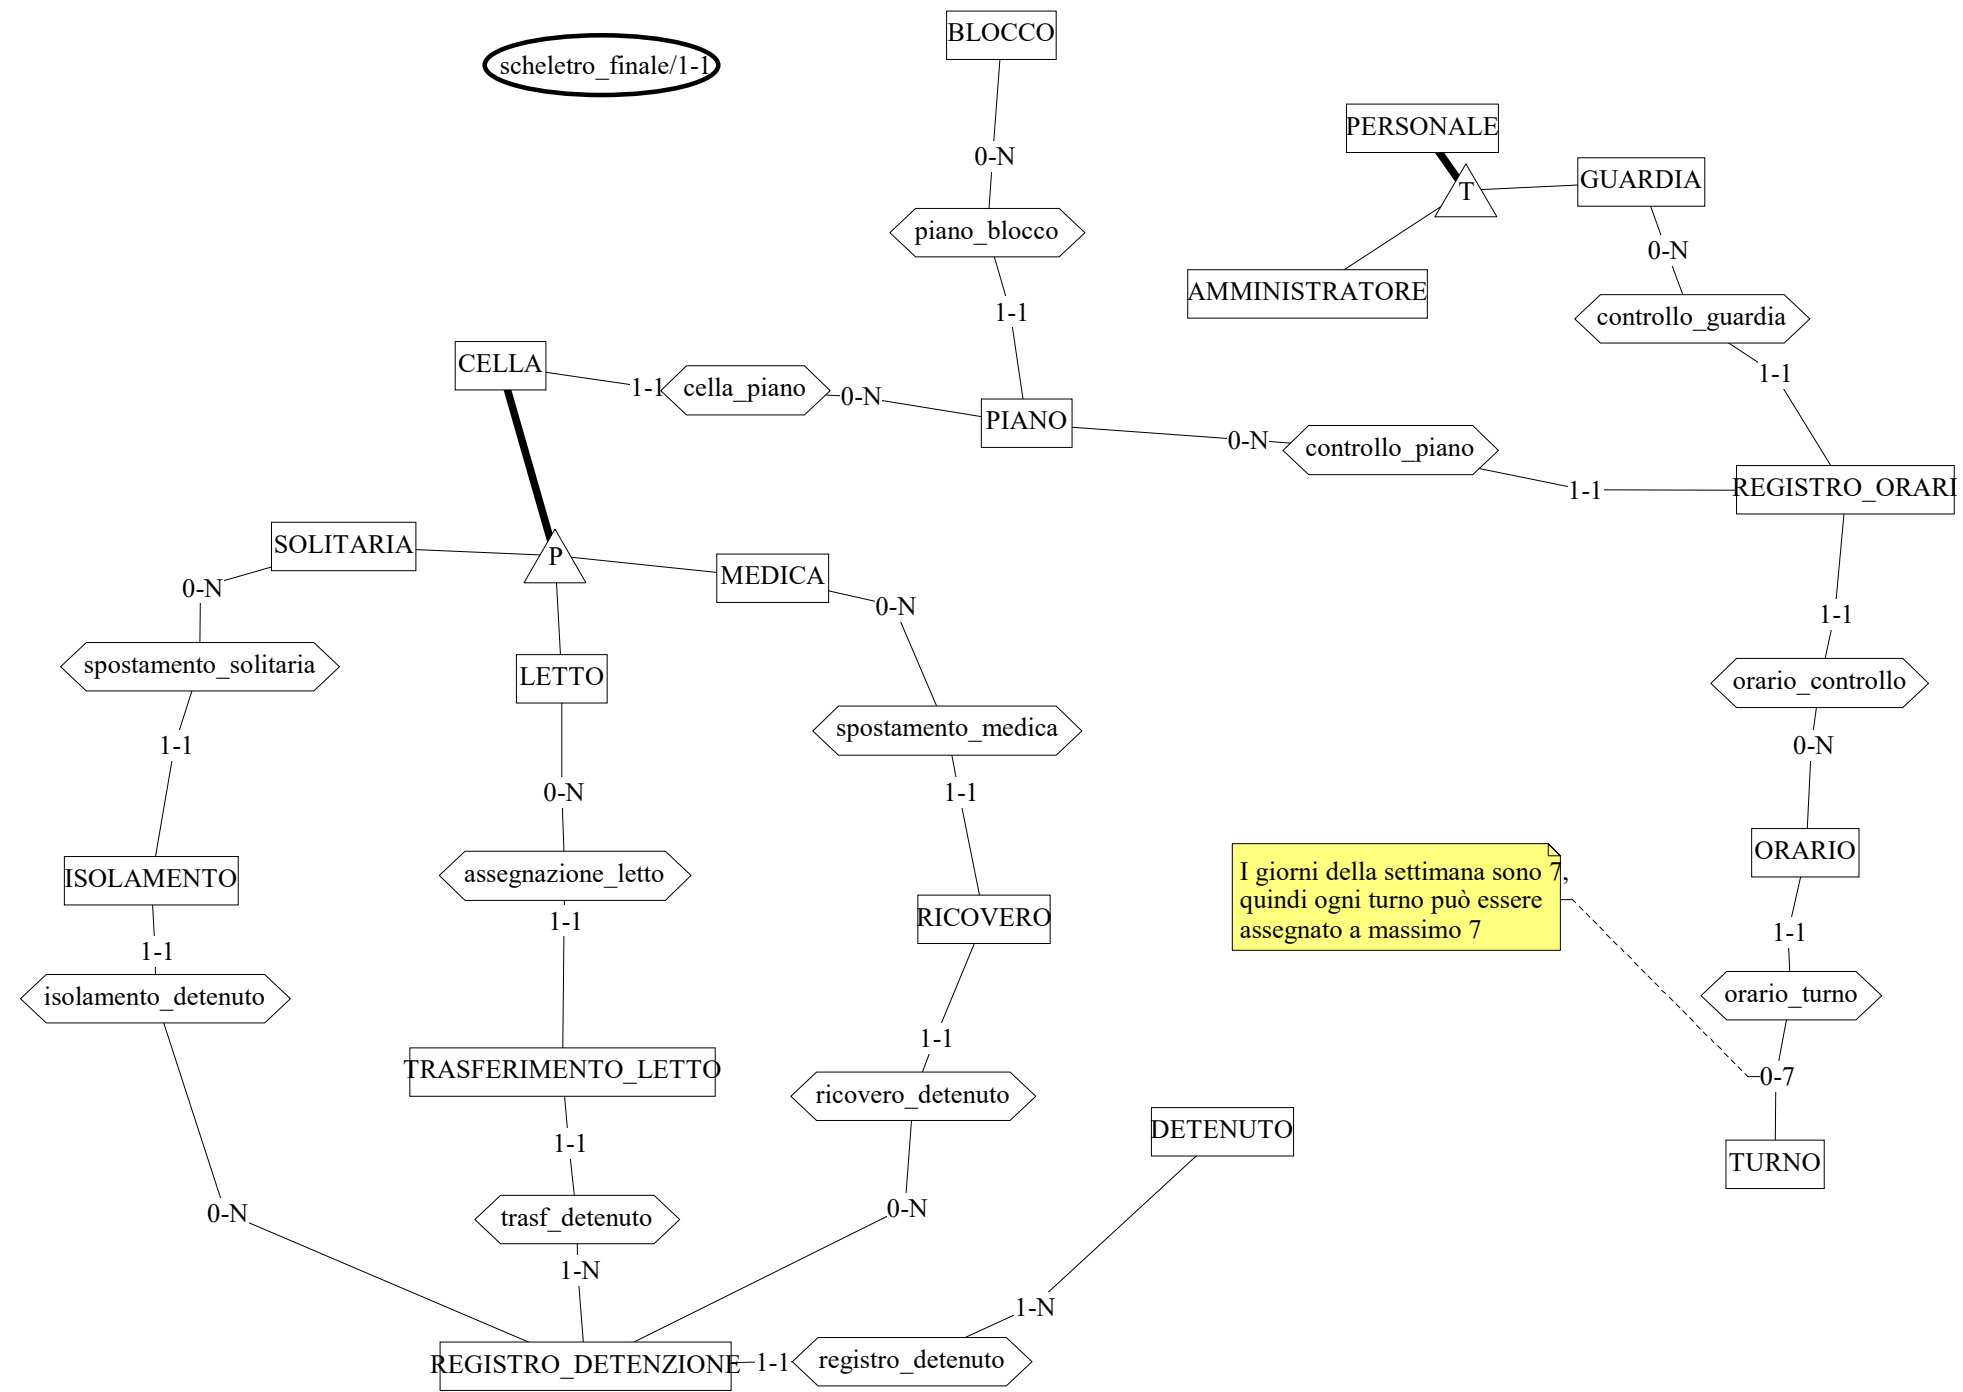 BLOCCO
scheletro_finale/1-1
PERSONALE
0-N
GUARDIA
T
piano_blocco
0-N
AMMINISTRATORE
1-1
controllo_guardia
CELLA
1-1
1-1
cella_piano
0-N
PIANO
0-N
controllo_piano
1-1
REGISTRO_ORARI
SOLITARIA
P
MEDICA
0-N
0-N
1-1
spostamento_solitaria
LETTO
orario_controllo
spostamento_medica
1-1
0-N
0-N
1-1
ORARIO
I giorni della settimana sono 7,
quindi ogni turno può essere
assegnato a massimo 7
ISOLAMENTO
assegnazione_letto
1-1
RICOVERO
1-1
1-1
isolamento_detenuto
orario_turno
1-1
TRASFERIMENTO_LETTO
0-7
ricovero_detenuto
DETENUTO
1-1
TURNO
0-N
trasf_detenuto
0-N
1-N
1-N
REGISTRO_DETENZIONE
1-1
registro_detenuto